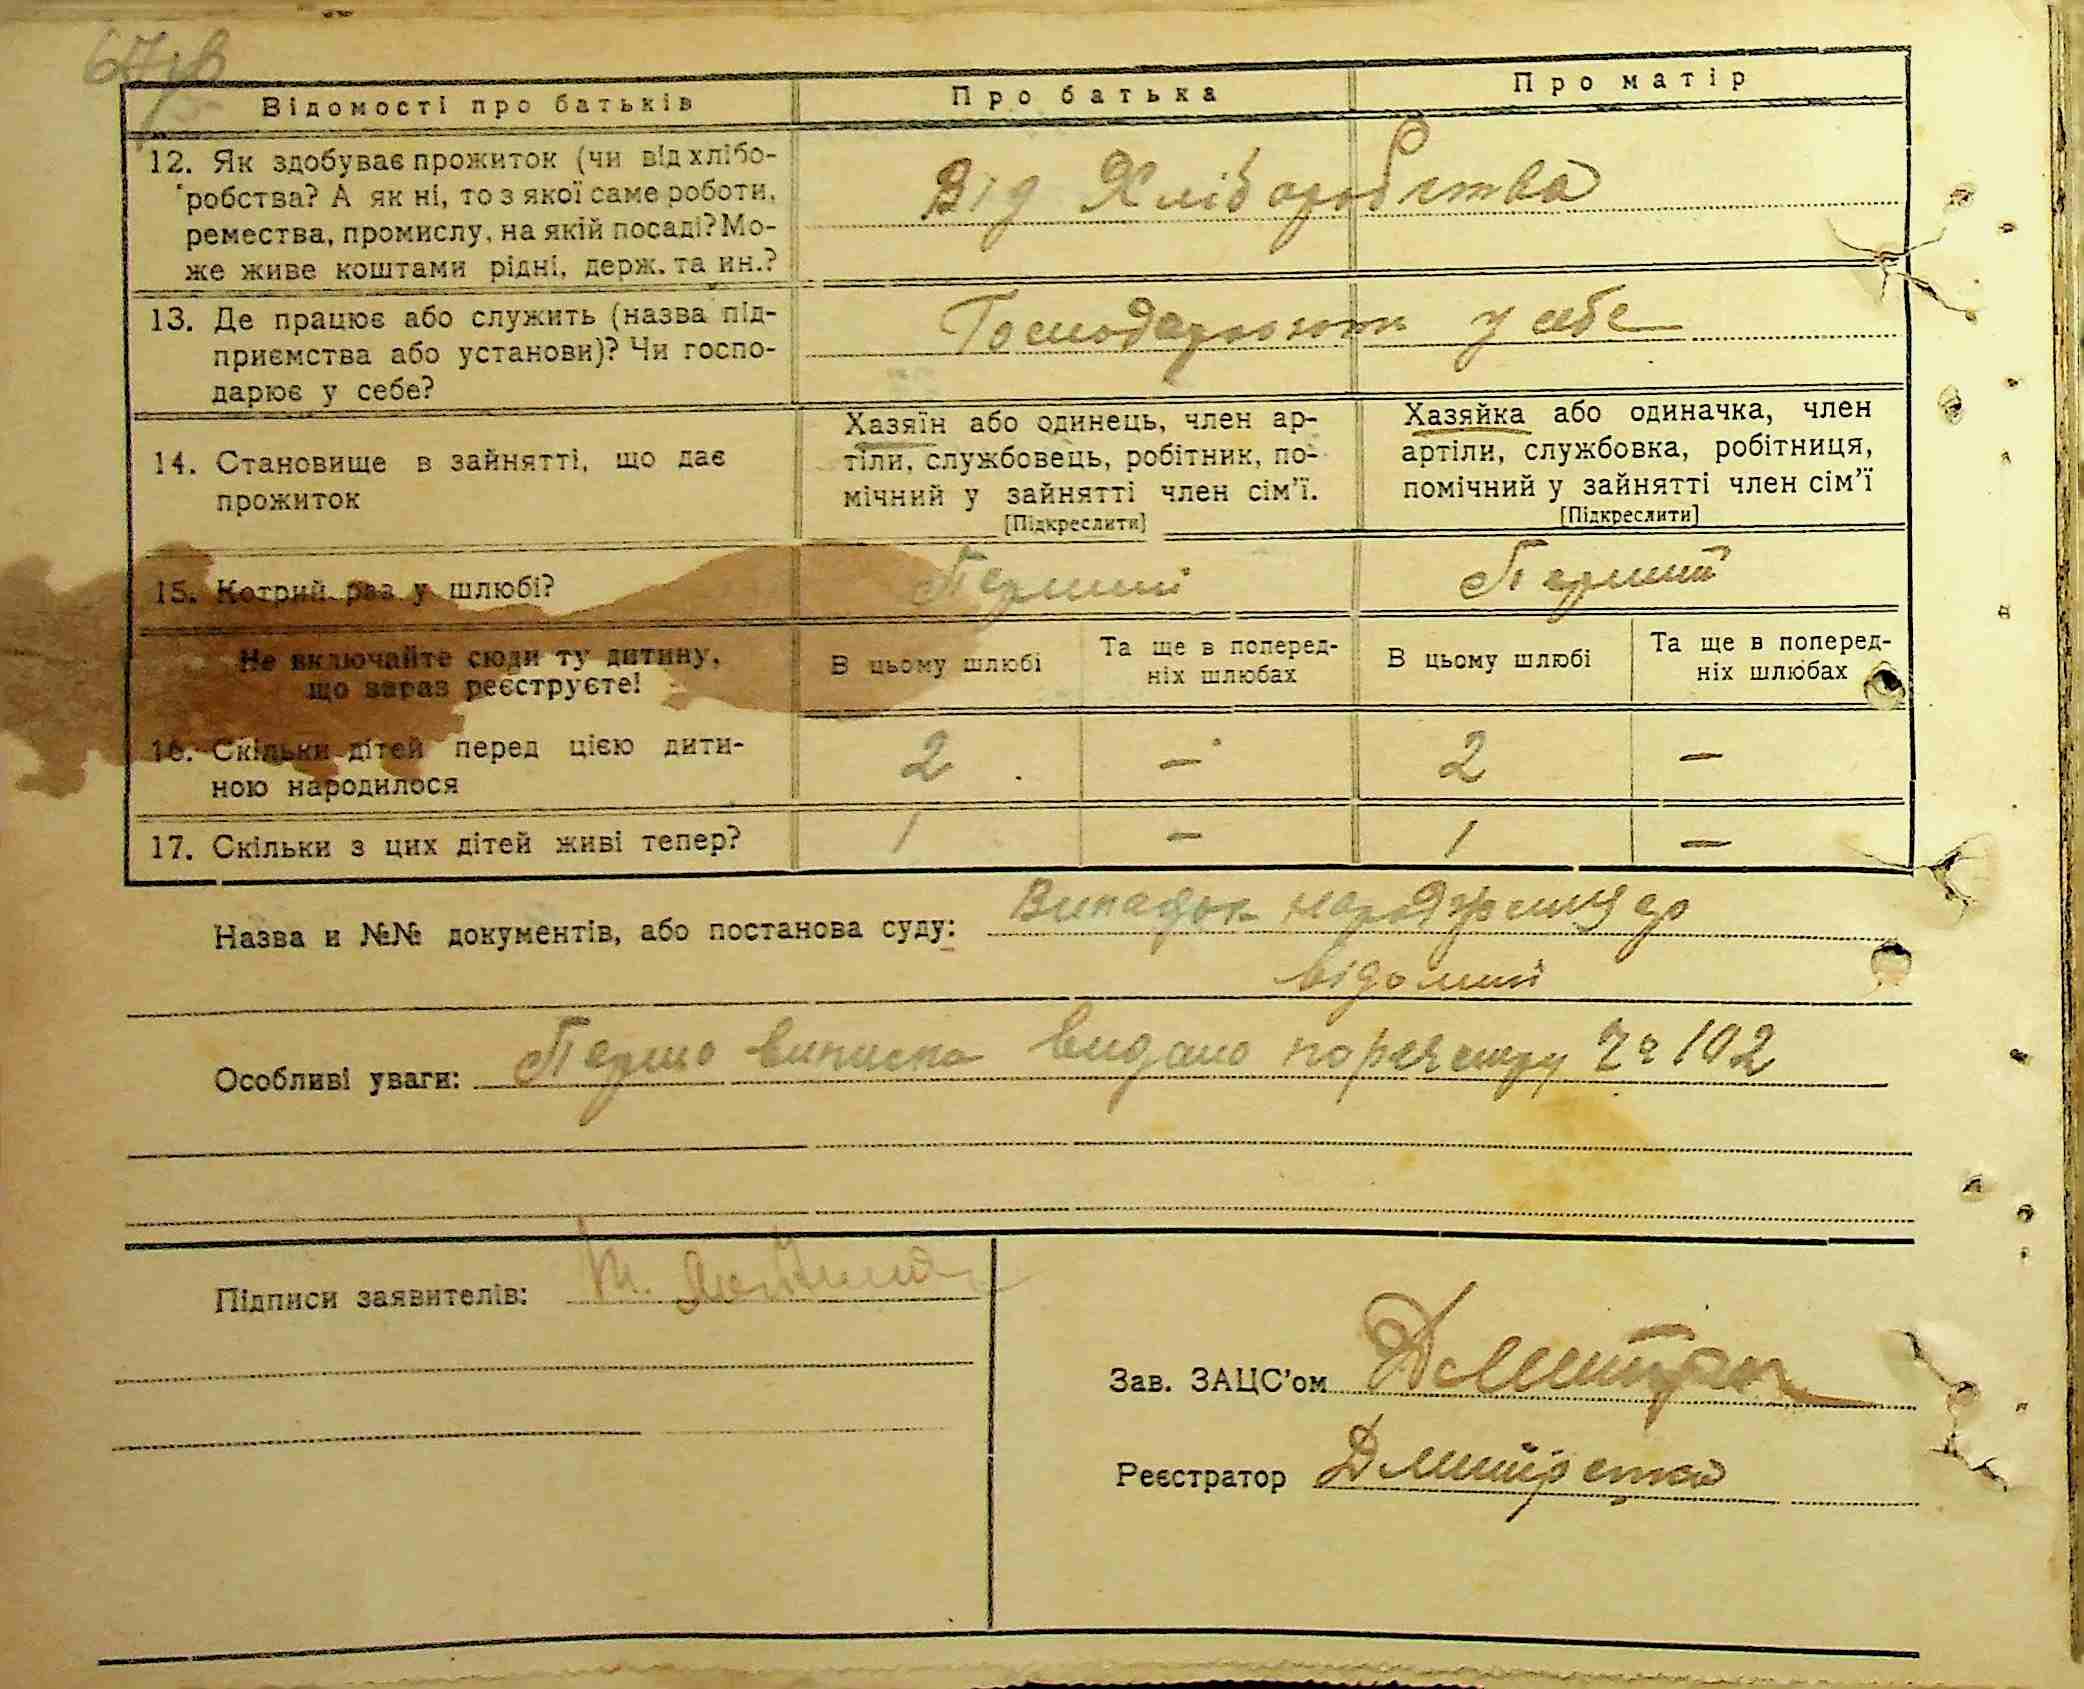 67
Відомості про батьків
Про батька
Про матір
12. Як здобуває прожиток (чи від хлібо-
робства? А як ні, то з якої саме роботи,
ремества, промислу, на якій посаді? Мо-
же живе коштами рідні, держ. та ин.?
Від Хліборобства
13. Де працює або служить (назва під-
приємства або установи)? Чи госпо-
дарює у себе?
Господарюють у себе
14. Становище в зайнятті, що дає
прожиток
Хазяїн або одинець, член ар-
тіли, службовець, робітник, по-
мічний у зайнятті член сім’ї.
[Підкреслити]
Хазяйка або одиначка, член
артіли, службовка, робітниця,
помічний у зайнятті член сім’ї
[Підкреслити]
15. Котрий раз у шлюбі?
Перший
Перший
Не включайте сюди ту дитину,
що зараз реєструєте!
В цьому шлюбі
Та ще в поперед-
ніх шлюбах
В цьому шлюбі
Та ще в поперед-
ніх шлюбах
16. Скільки дітей перед цією дити-
ною народилося
2
—
2
—
17. Скільки з цих дітей живі тепер?
1
—
1
—
Назва и №№ документів, або постанова суду: Випадок народження
відомий
Особливі уваги: виписка видано 102
Підписи заявителів:
Зав. ЗАЦС’ом
Реєстратор